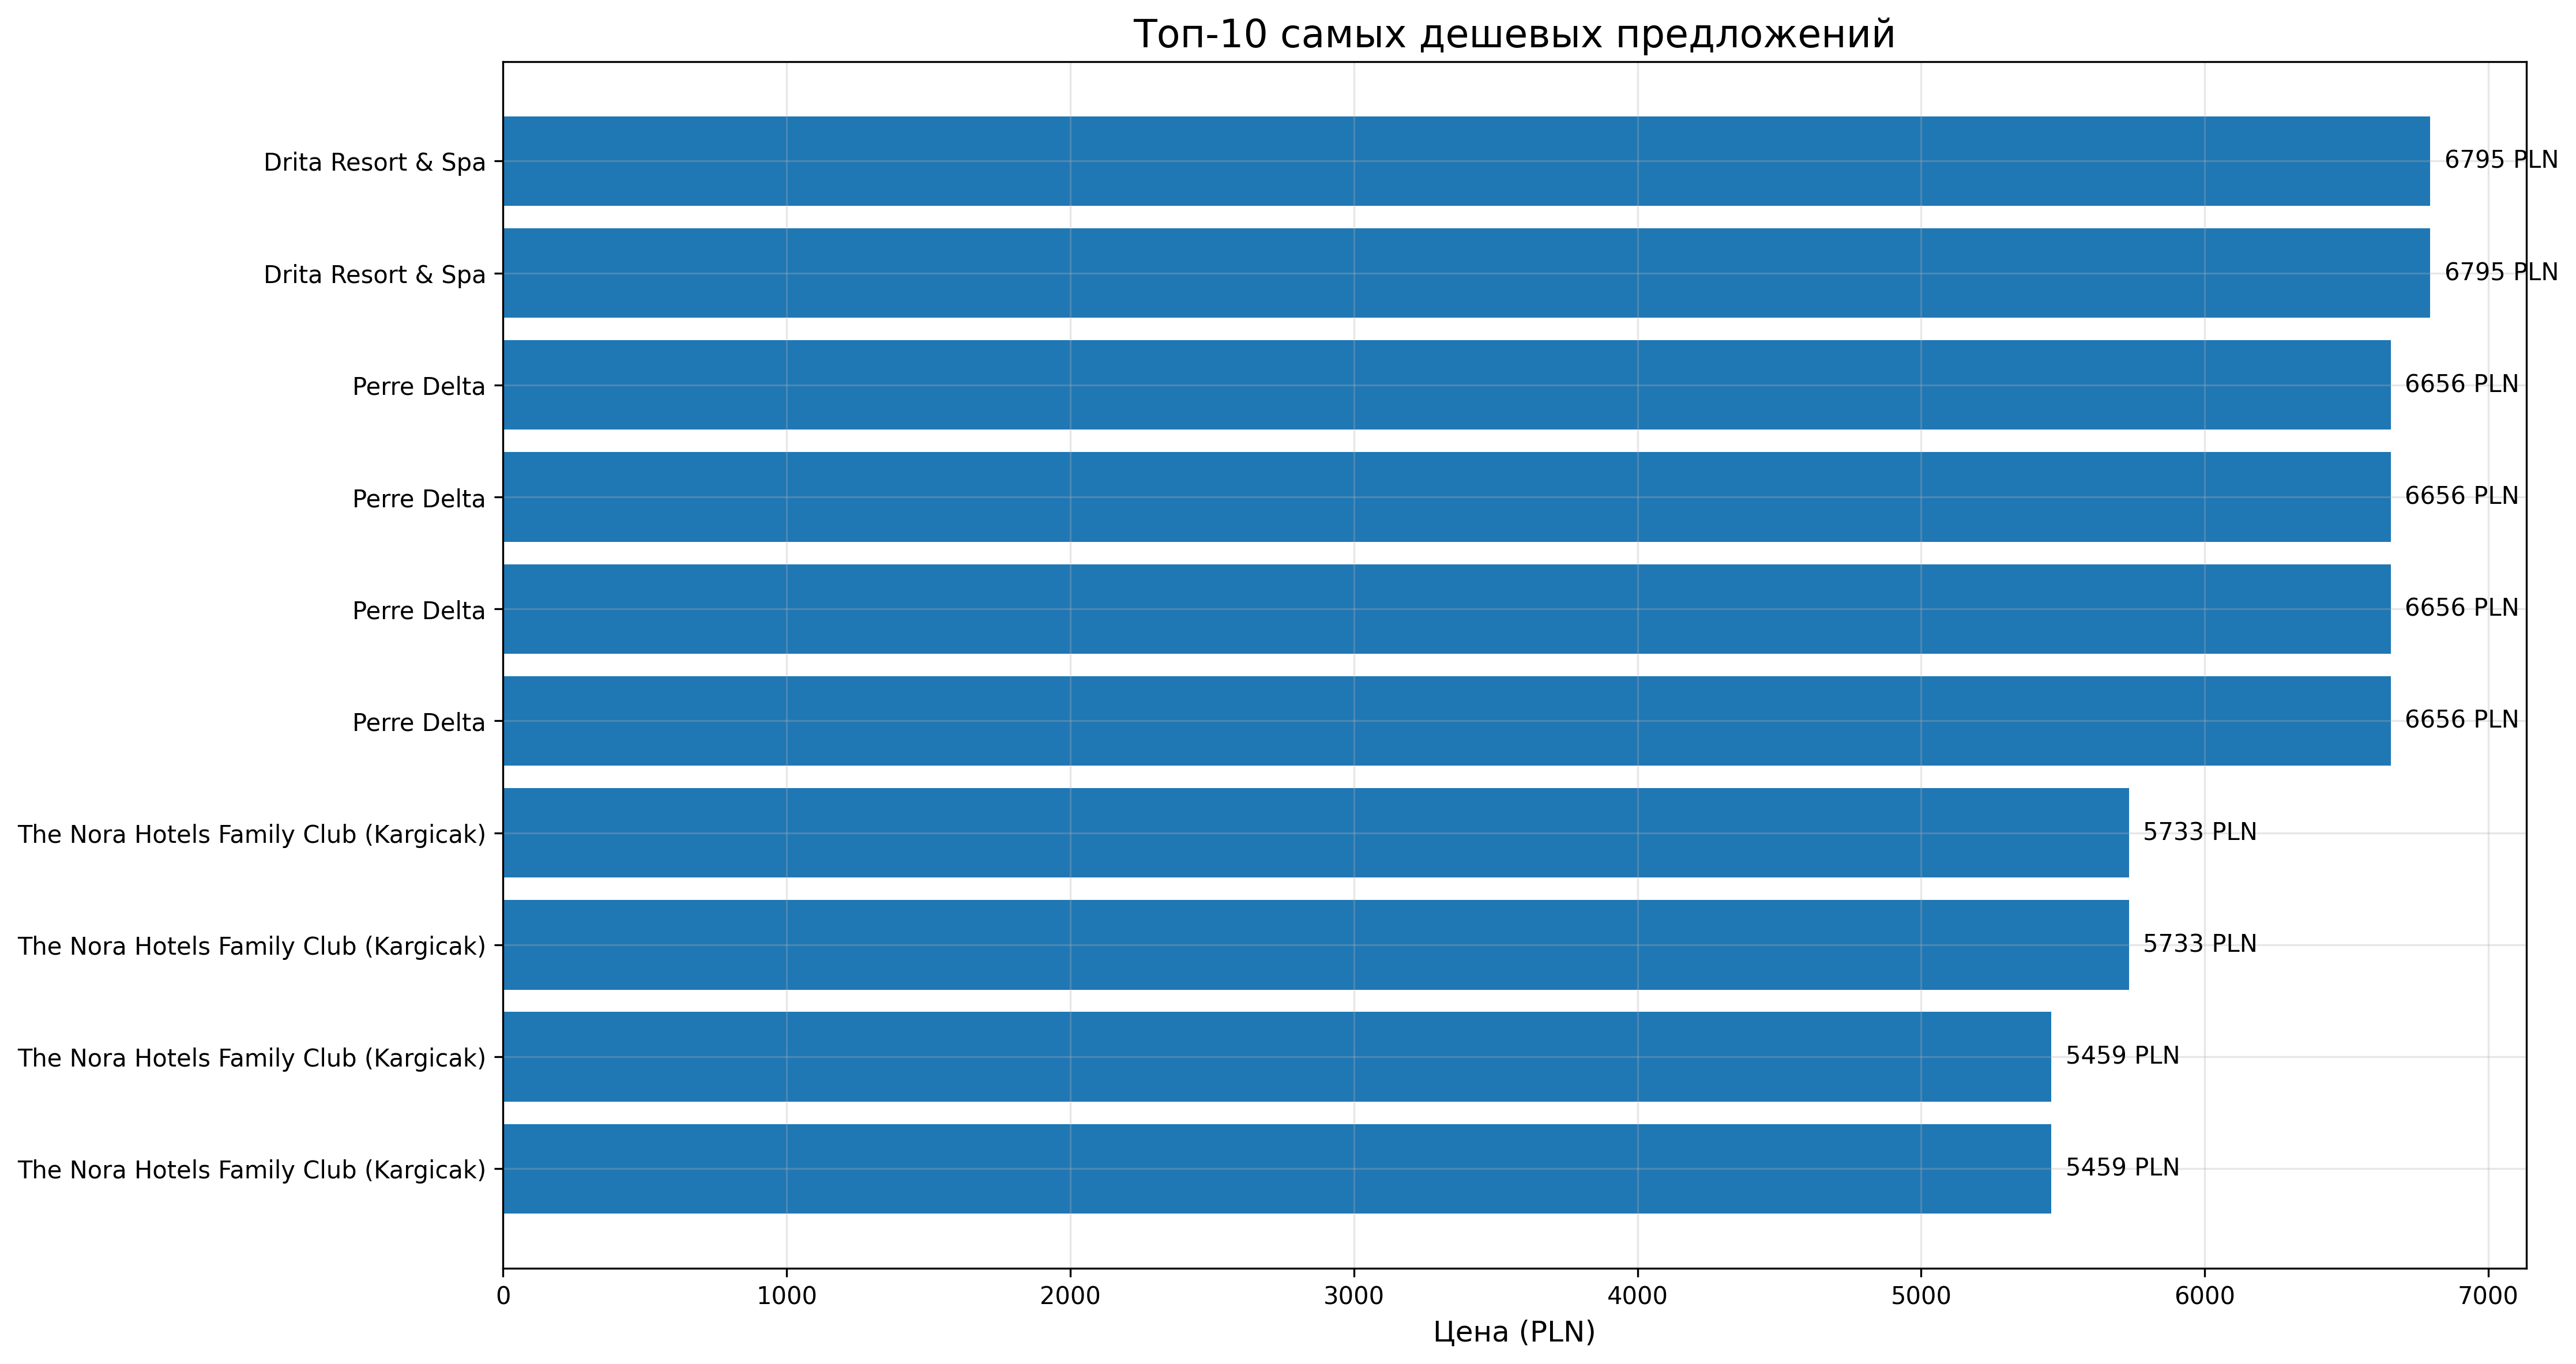 Топ-10 самых дешевых предложений
Drita Resort & Spa 6795 PLN
Drita Resort & Spa 6795 PLN
Perre Delta 6656 PLN
Perre Delta 6656 PLN
Perre Delta 6656 PLN
Perre Delta 6656 PLN
The Nora Hotels Family Club (Kargicak) 5733 PLN
The Nora Hotels Family Club (Kargicak) 5733 PLN
The Nora Hotels Family Club (Kargicak) 5459 PLN
The Nora Hotels Family Club (Kargicak) 5459 PLN
0 1000 2000 3000 4000 5000 6000 7000
Цена (PLN)